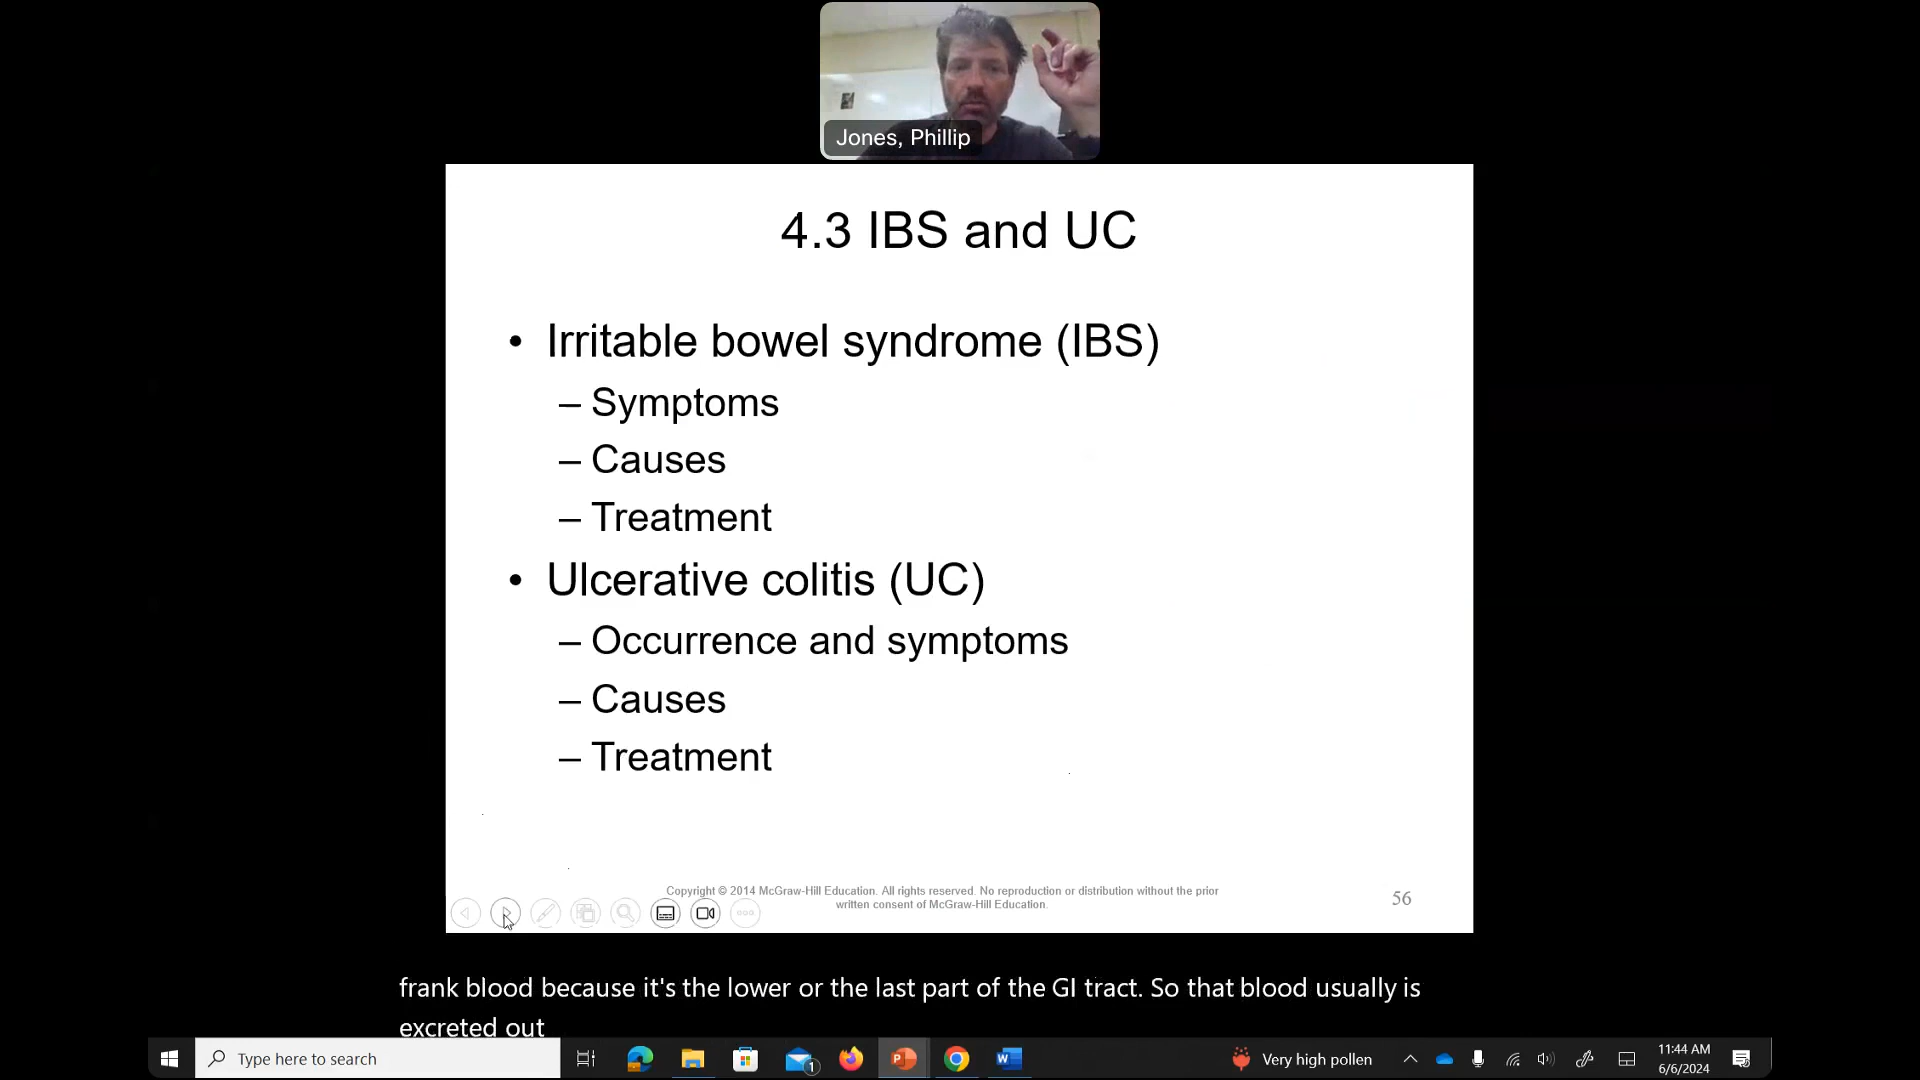 Jones, Phillip
4.3 IBS and UC
• Irritable bowel syndrome (IBS)
– Symptoms
– Causes
– Treatment
• Ulcerative colitis (UC)
– Occurrence and symptoms
– Causes
– Treatment
Copyright © 2014 McGraw-Hill Education. All rights reserved. No reproduction or distribution without the prior
written consent of McGraw-Hill Education.
56
frank blood because it's the lower or the last part of the GI tract. So that blood usually is
excreted out
Type here to search
1
Very high pollen
11:44 AM
6/6/2024